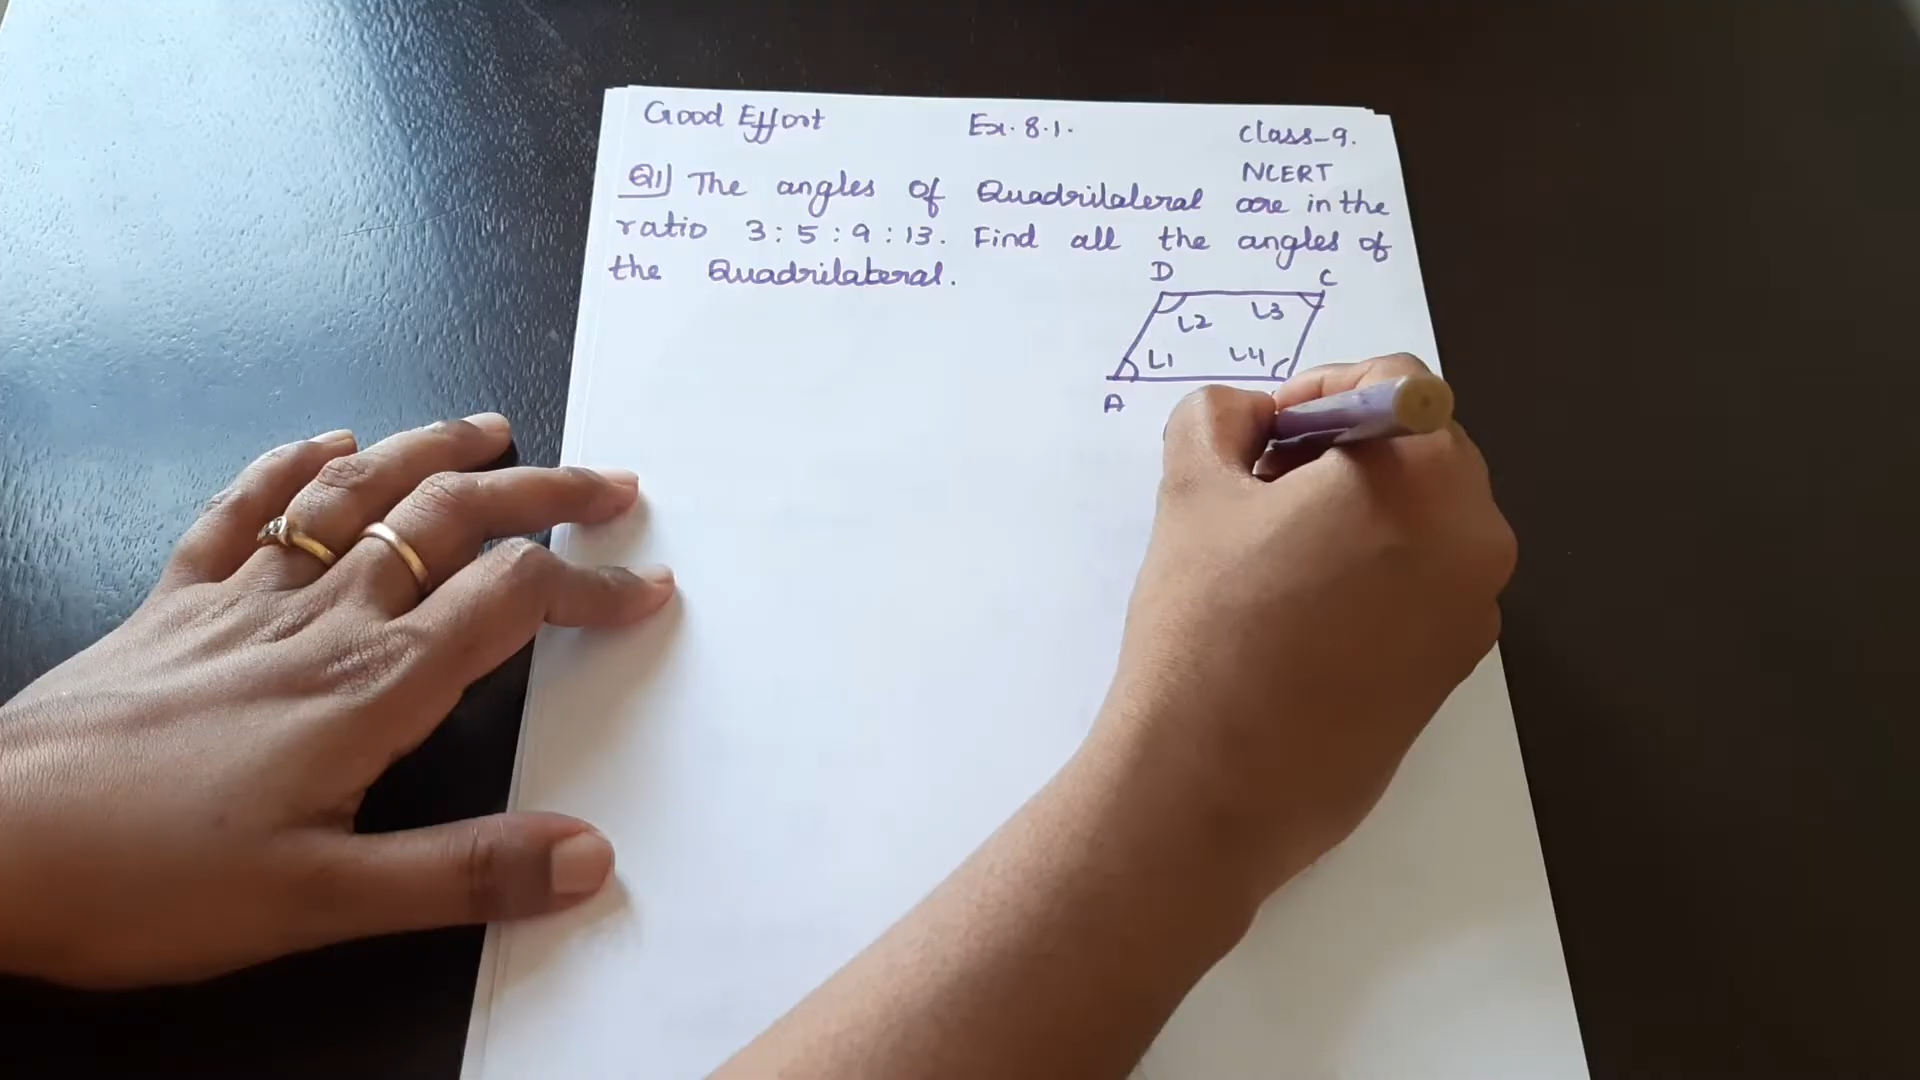 Good Effort Ex. 8.1. Class-9.
NCERT
Q1) The angles of Quadrilateral are in the
ratio 3 : 5 : 9 : 13. Find all the angles of
the Quadrilateral.
D C
∠2 ∠3
∠1 ∠4
A